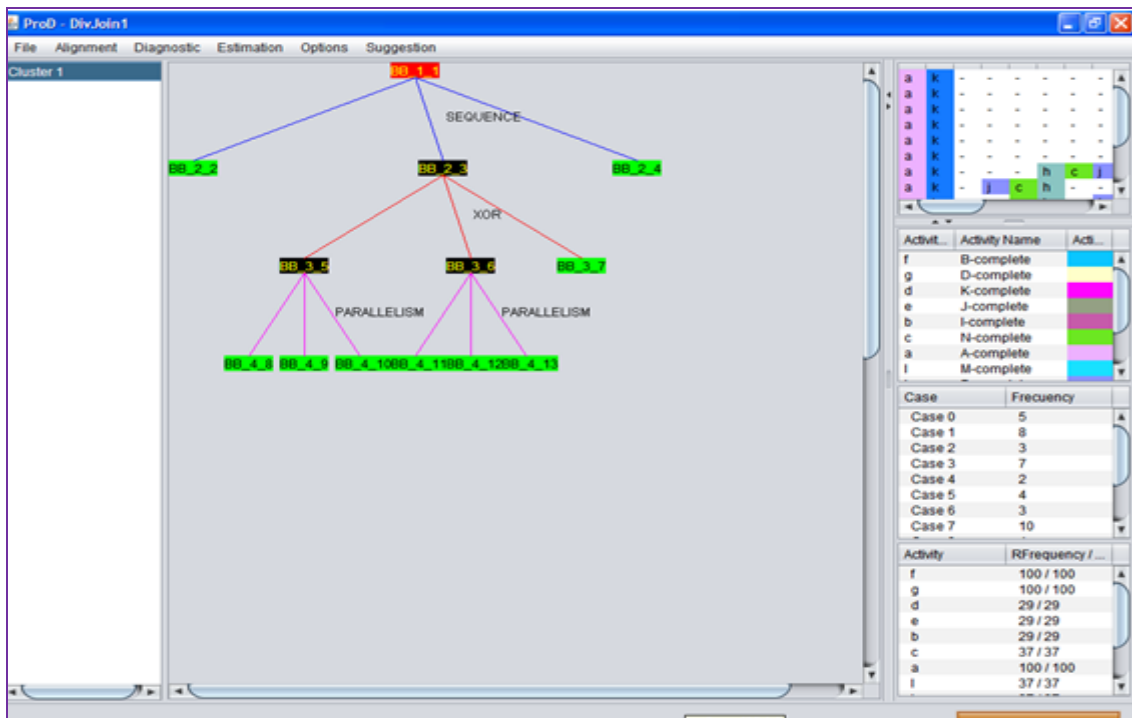 ProD - DivJoin1
File Alignment Diagnostic Estimation Options Suggestion
Cluster 1
BB_1_1
SEQUENCE
BB_2_2 BB_2_3 BB_2_4
XOR
BB_3_5 BB_3_6 BB_3_7
PARALLELISM PARALLELISM
BB_4_8 BB_4_9 BB_4_10 BB_4_11 BB_4_12 BB_4_13
a k - - - - - -
a k - - - - - -
a k - - - - - -
a k - - - - - -
a k - - - - - -
a k - - - - - -
a k - - - h c j
a k - j c h - -
Activit... Activity Name Acti...
f B-complete
g D-complete
d K-complete
e J-complete
b I-complete
c N-complete
a A-complete
l M-complete
Case Frecuency
Case 0 5
Case 1 8
Case 2 3
Case 3 7
Case 4 2
Case 5 4
Case 6 3
Case 7 10
Activity RFrequency / ...
f 100 / 100
g 100 / 100
d 29 / 29
e 29 / 29
b 29 / 29
c 37 / 37
a 100 / 100
l 37 / 37